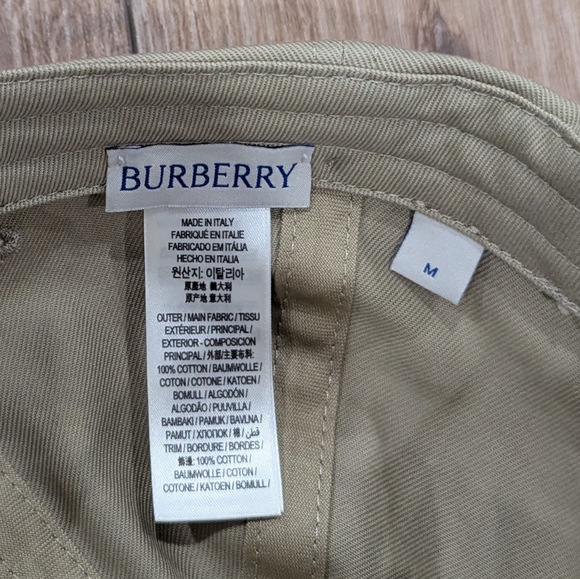 BURBERRY
MADE IN ITALY
FABRIQUÉ EN ITALIE
FABRICADO EM ITÁLIA
HECHO EN ITALIA
원산지: 이탈리아
原產地 義大利
原产地 意大利
OUTER / MAIN FABRIC / TISSU
EXTÉRIEUR / PRINCIPAL /
EXTERIOR - COMPOSICION
PRINCIPAL / 外部/主要布料:
100% COTTON / BAUMWOLLE /
COTON / COTONE / KATOEN /
BOMULL / ALGODÓN /
ALGODÃO / PUUVILLA /
BAMBAKI / PAMUK / BAVLNA /
PAMUT / ХЛОПОК / 棉 / قطن /
TRIM / BORDURE / BORDES /
飾邊: 100% COTTON /
BAUMWOLLE / COTON /
COTONE / KATOEN / BOMULL /
M